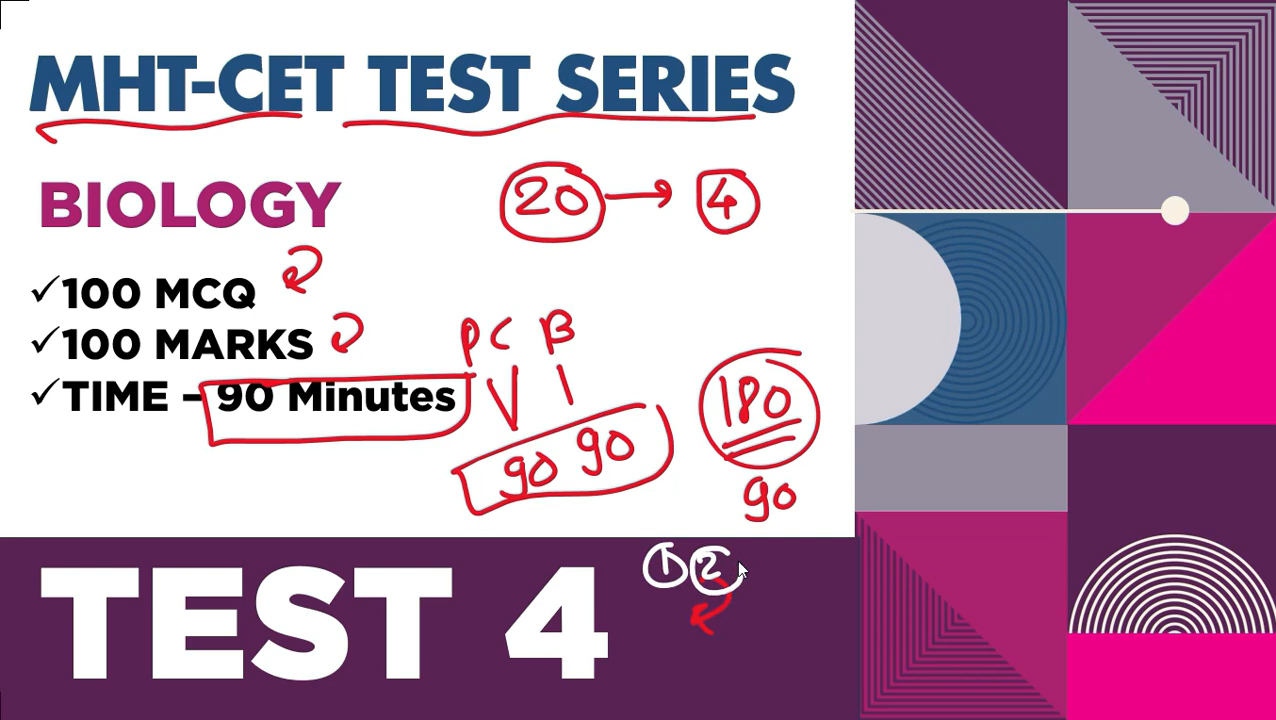 MHT-CET TEST SERIES
BIOLOGY
20 → 4
✓100 MCQ
✓100 MARKS
PC B
✓TIME – 90 Minutes
180
90 90
90
TEST 4
1 2